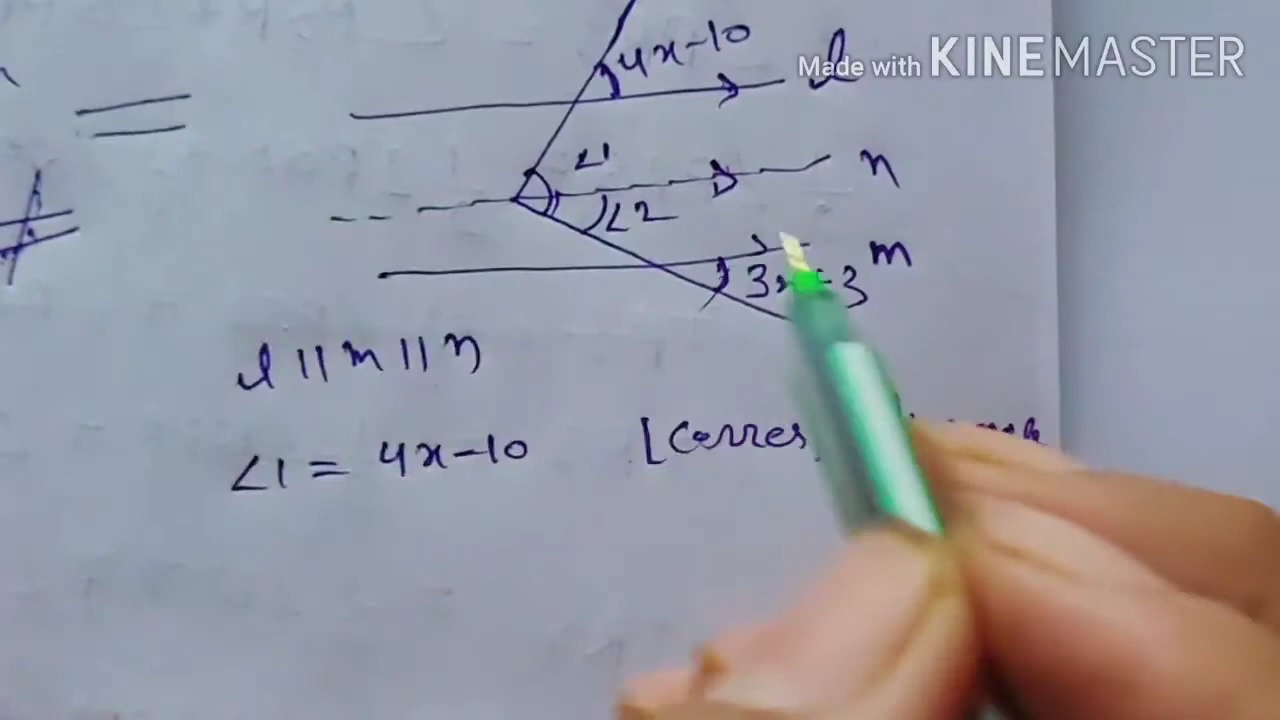 4x-10
l
Made with KINEMASTER
∠1
n
∠2
m
l || m || n
∠1 = 4x-10 [Corres